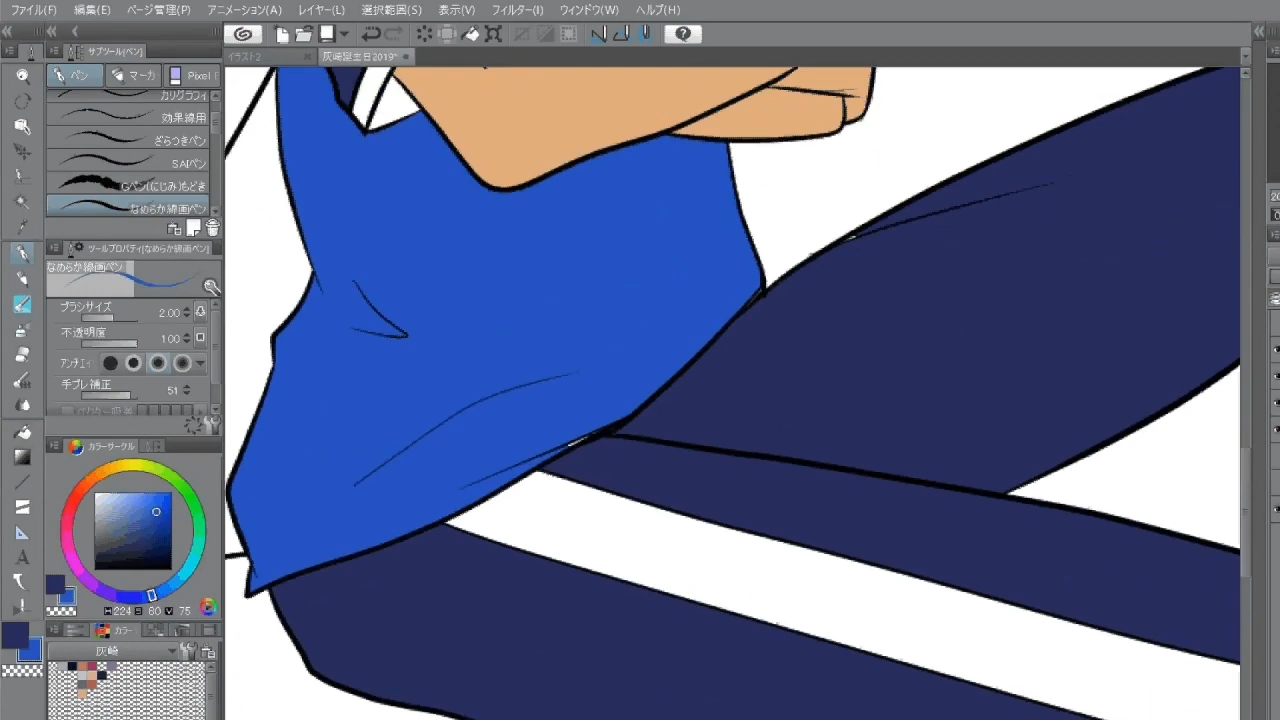 ファイル(F) 編集(E) ページ管理(P) アニメーション(A) レイヤー(L) 選択範囲(S) 表示(V) フィルター(I) ウィンドウ(W) ヘルプ(H)
サブツール[ペン]
イラスト2 灰崎誕生日2019*
ペン マーカ Pixel
カリグラフィ
効果線用
ざらつきペン
SAIペン
Gペン(にじみ)もどき
なめらか線画ペン
ツールプロパティ[なめらか線画ペン]
なめらか線画ペン
ブラシサイズ 2.00
不透明度 100
アンチエイ
手ブレ補正 51
カラーサークル
H 224 S 80 V 75
カラー
灰崎